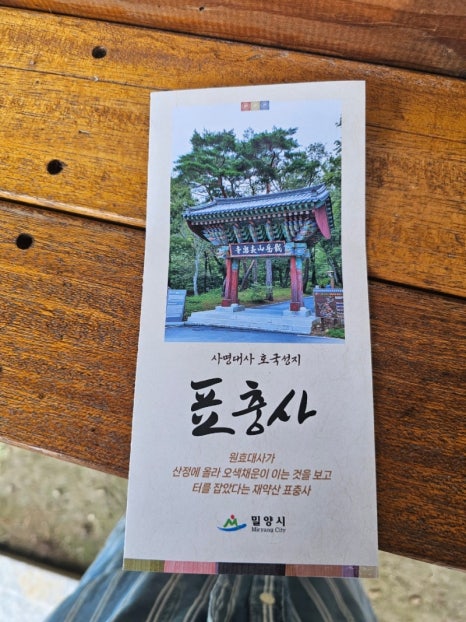 사명대사 호국성지
표충사
원효대사가
산정에 올라 오색채운이 이는 것을 보고
터를 잡았다는 재약산 표충사
밀양시
Miryang City